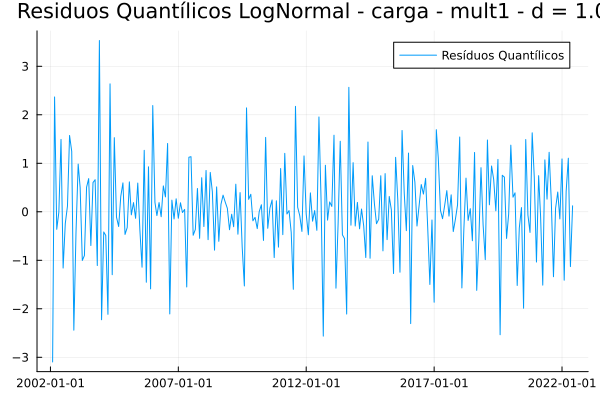 Residuos Quantílicos LogNormal - carga - mult1 - d = 1.0
Resíduos Quantílicos
3
2
1
0
−1
−2
−3
2002-01-01 2007-01-01 2012-01-01 2017-01-01 2022-01-01